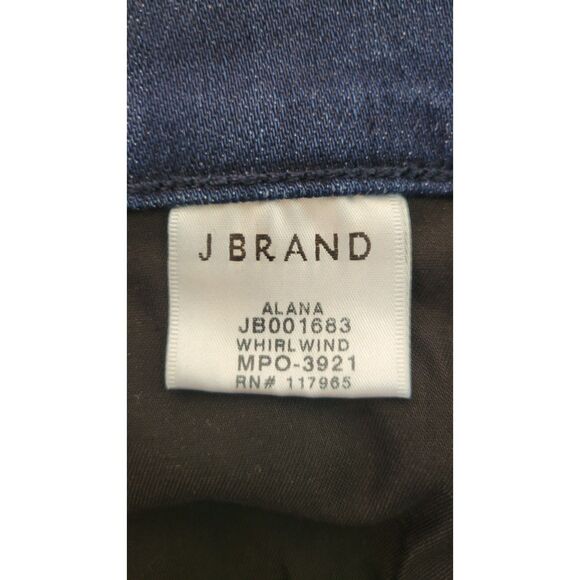 J BRAND
ALANA
JB001683
WHIRLWIND
MPO-3921
RN# 117965